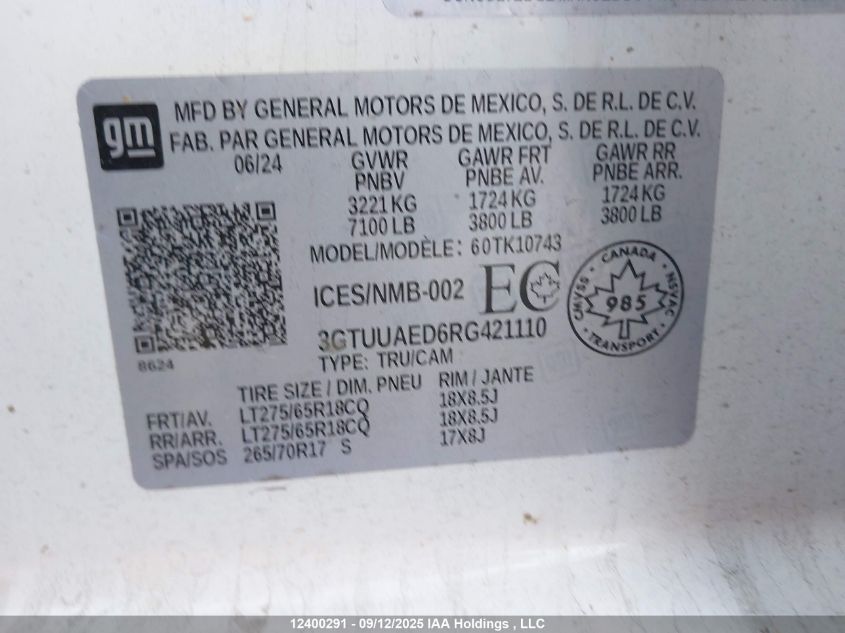 gm
MFD BY GENERAL MOTORS DE MEXICO, S. DE R.L. DE C.V.
FAB. PAR GENERAL MOTORS DE MEXICO, S. DE R.L. DE C.V.
06/24 GVWR GAWR FRT GAWR RR
PNBV PNBE AV. PNBE ARR.
3221 KG 1724 KG 1724 KG
7100 LB 3800 LB 3800 LB
MODEL/MODÈLE: 60TK10743
ICES/NMB-002 EC
CANADA
CMVSS 985 NSVAC
TRANSPORT
3GTUUAED6RG421110
8624 TYPE: TRU/CAM
TIRE SIZE / DIM. PNEU RIM / JANTE
FRT/AV. LT275/65R18CQ 18X8.5J
RR/ARR. LT275/65R18CQ 18X8.5J
SPA/SOS 265/70R17 S 17X8J
12400291 - 09/12/2025 IAA Holdings , LLC